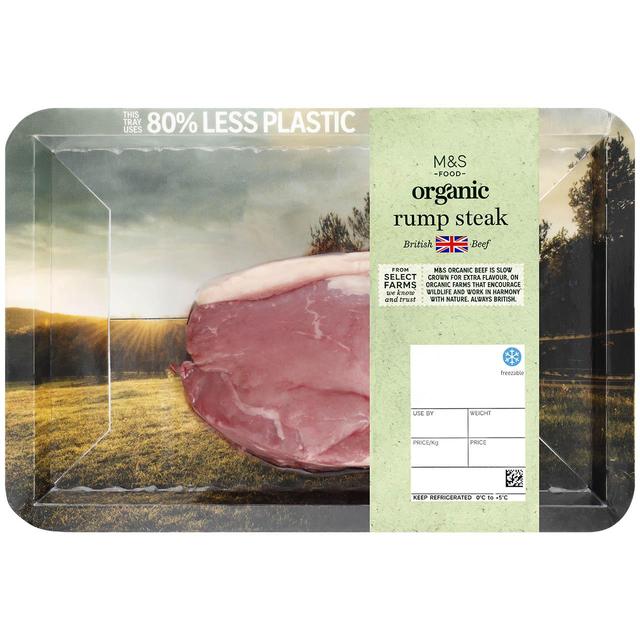 THIS
TRAY
USES
80% LESS PLASTIC
M&S
-FOOD-
organic
rump steak
British Beef
FROM
SELECT
FARMS
we know
and trust
M&S ORGANIC BEEF IS SLOW
GROWN FOR EXTRA FLAVOUR, ON
ORGANIC FARMS THAT ENCOURAGE
WILDLIFE AND WORK IN HARMONY
WITH NATURE. ALWAYS BRITISH.
freezable
USE BY
WEIGHT
PRICE/Kg
PRICE
KEEP REFRIGERATED 0°C to +5°C